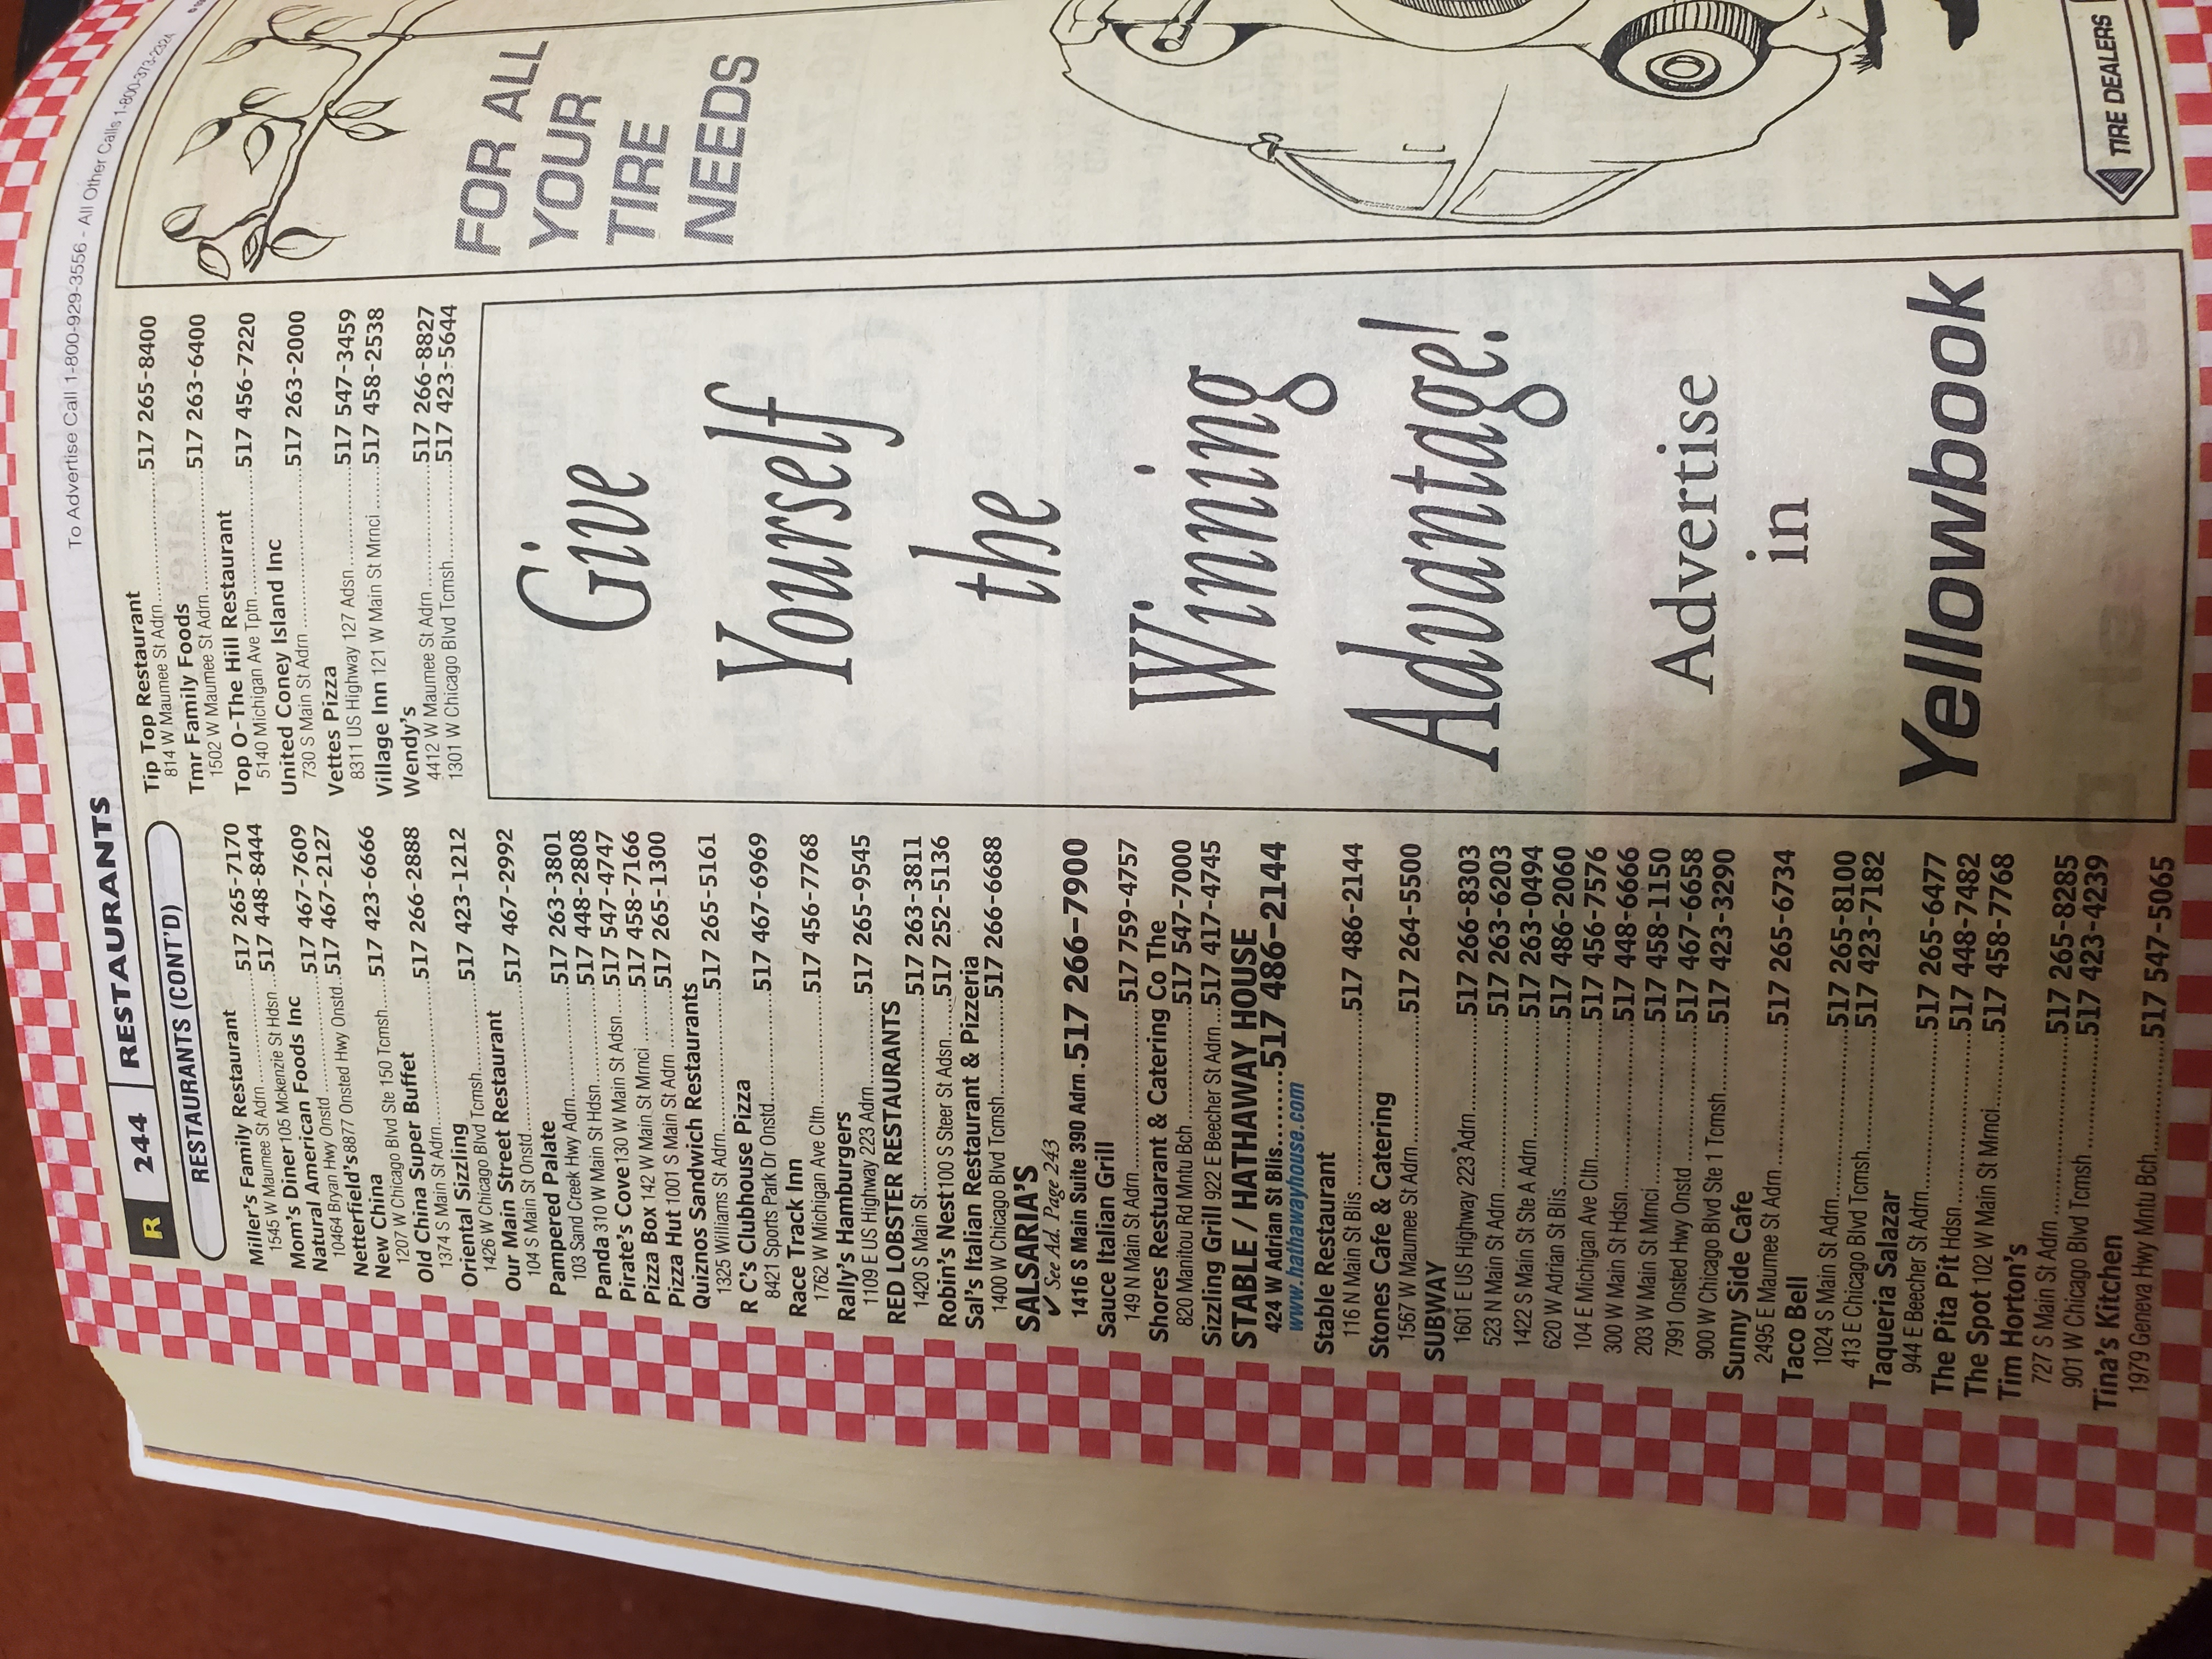 R 244 RESTAURANTS
To Advertise Call 1-800-929-3556 - All Other Calls 1-800-373-2324
RESTAURANTS (CONT'D)
Miller's Family Restaurant
1545 W Maumee St Adrn..............517 265-7170
Mom's Diner 105 Mckenzie St Hdsn ...517 448-8444
Natural American Foods Inc
10464 Bryan Hwy Onstd..............517 467-7609
Netterfield's 8877 Onsted Hwy Onstd..517 467-2127
New China
1207 W Chicago Blvd Ste 150 Tcmsh......517 423-6666
Old China Super Buffet
1374 S Main St Adrn..............517 266-2888
Oriental Sizzling
1426 W Chicago Blvd Tcmsh..............517 423-1212
Our Main Street Restaurant
104 S Main St Onstd..............517 467-2992
Pampered Palate
103 Sand Creek Hwy Adrn..............517 263-3801
Panda 310 W Main St Hdsn..............517 448-2808
Pirate's Cove 130 W Main St Adsn.....517 547-4747
Pizza Box 142 W Main St Mrnci .......517 458-7166
Pizza Hut 1001 S Main St Adrn .......517 265-1300
Quiznos Sandwich Restaurants
1325 Williams St Adrn..............517 265-5161
R C's Clubhouse Pizza
8421 Sports Park Dr Onstd..............517 467-6969
Race Track Inn
1762 W Michigan Ave Cltn..............517 456-7768
Rally's Hamburgers
1109 E US Highway 223 Adrn..............517 265-9545
RED LOBSTER RESTAURANTS
1420 S Main St..............517 263-3811
Robin's Nest 100 S Steer St Adsn.....517 252-5136
Sal's Italian Restaurant & Pizzeria
1400 W Chicago Blvd Tcmsh..............517 266-6688
SALSARIA'S
✓ See Ad. Page 243
1416 S Main Suite 390 Adrn .517 266-7900
Sauce Italian Grill
149 N Main St Adrn..............517 759-4757
Shores Restuarant & Catering Co The
820 Manitou Rd Mntu Bch..............517 547-7000
Sizzling Grill 922 E Beecher St Adrn...517 417-4745
STABLE / HATHAWAY HOUSE
424 W Adrian St Blis.......517 486-2144
www.hathawayhouse.com
Stable Restaurant
116 N Main St Blis..............517 486-2144
Stones Cafe & Catering
1567 W Maumee St Adrn..............517 264-5500
SUBWAY
1601 E US Highway 223 Adrn..............517 266-8303
523 N Main St Adrn..............517 263-6203
1422 S Main St Ste A Adrn..............517 263-0494
620 W Adrian St Blis..............517 486-2060
104 E Michigan Ave Cltn..............517 456-7576
300 W Main St Hdsn..............517 448-6666
203 W Main St Mrnci..............517 458-1150
7991 Onsted Hwy Onstd..............517 467-6658
900 W Chicago Blvd Ste 1 Tcmsh..............517 423-3290
Sunny Side Cafe
2495 E Maumee St Adrn..............517 265-6734
Taco Bell
1024 S Main St Adrn..............517 265-8100
413 E Chicago Blvd Tcmsh..............517 423-7182
Taqueria Salazar
944 E Beecher St Adrn..............517 265-6477
The Pita Pit Hdsn..............517 448-7482
The Spot 102 W Main St Mrnci..............517 458-7768
Tim Horton's
727 S Main St Adrn..............517 265-8285
901 W Chicago Blvd Tcmsh..............517 423-4239
Tina's Kitchen
1979 Geneva Hwy Mntu Bch..............517 547-5065
Tip Top Restaurant
814 W Maumee St Adrn..............517 265-8400
Tmr Family Foods
1502 W Maumee St Adrn..............517 263-6400
Top O-The Hill Restaurant
5140 Michigan Ave Tptn..............517 456-7220
United Coney Island Inc
730 S Main St Adrn..............517 263-2000
Vettes Pizza
8311 US Highway 127 Adsn..............517 547-3459
Village Inn 121 W Main St Mrnci ......517 458-2538
Wendy's
4412 W Maumee St Adrn..............517 266-8827
1301 W Chicago Blvd Tcmsh..............517 423-5644
Give
Yourself
the
Winning
Advantage!
Advertise
in
Yellowbook
FOR ALL
YOUR
TIRE
NEEDS
TIRE DEALERS